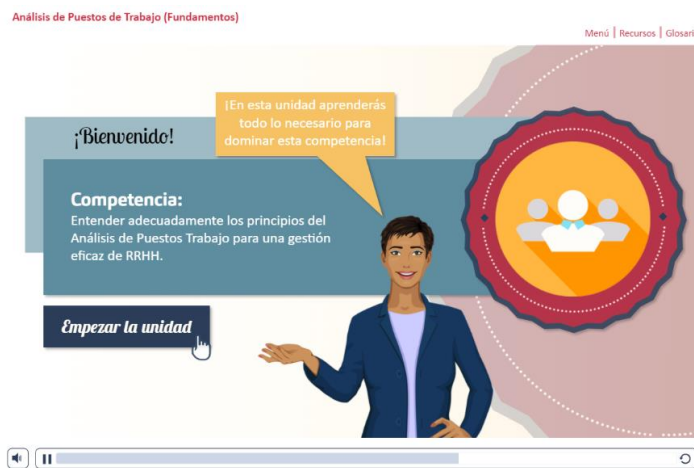 Análisis de Puestos de Trabajo (Fundamentos)
Menú | Recursos | Glosari
¡En esta unidad aprenderás
todo lo necesario para
dominar esta competencia!
¡Bienvenido!
Competencia:
Entender adecuadamente los principios del
Análisis de Puestos Trabajo para una gestión
eficaz de RRHH.
Empezar la unidad